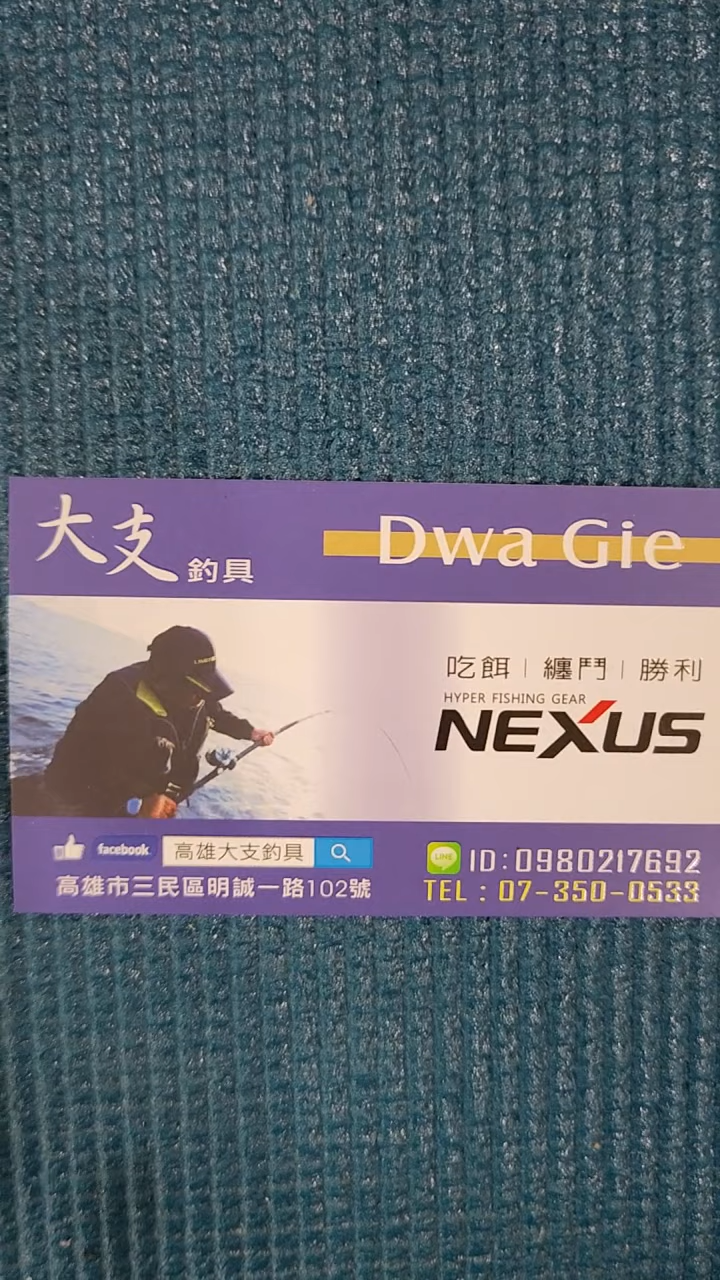 大支釣具
Dwa Gie
吃餌 | 纏鬥 | 勝利
HYPER FISHING GEAR
NEXUS
facebook 高雄大支釣具
高雄市三民區明誠一路102號
LINE ID:0980217692
TEL:07-350-0533